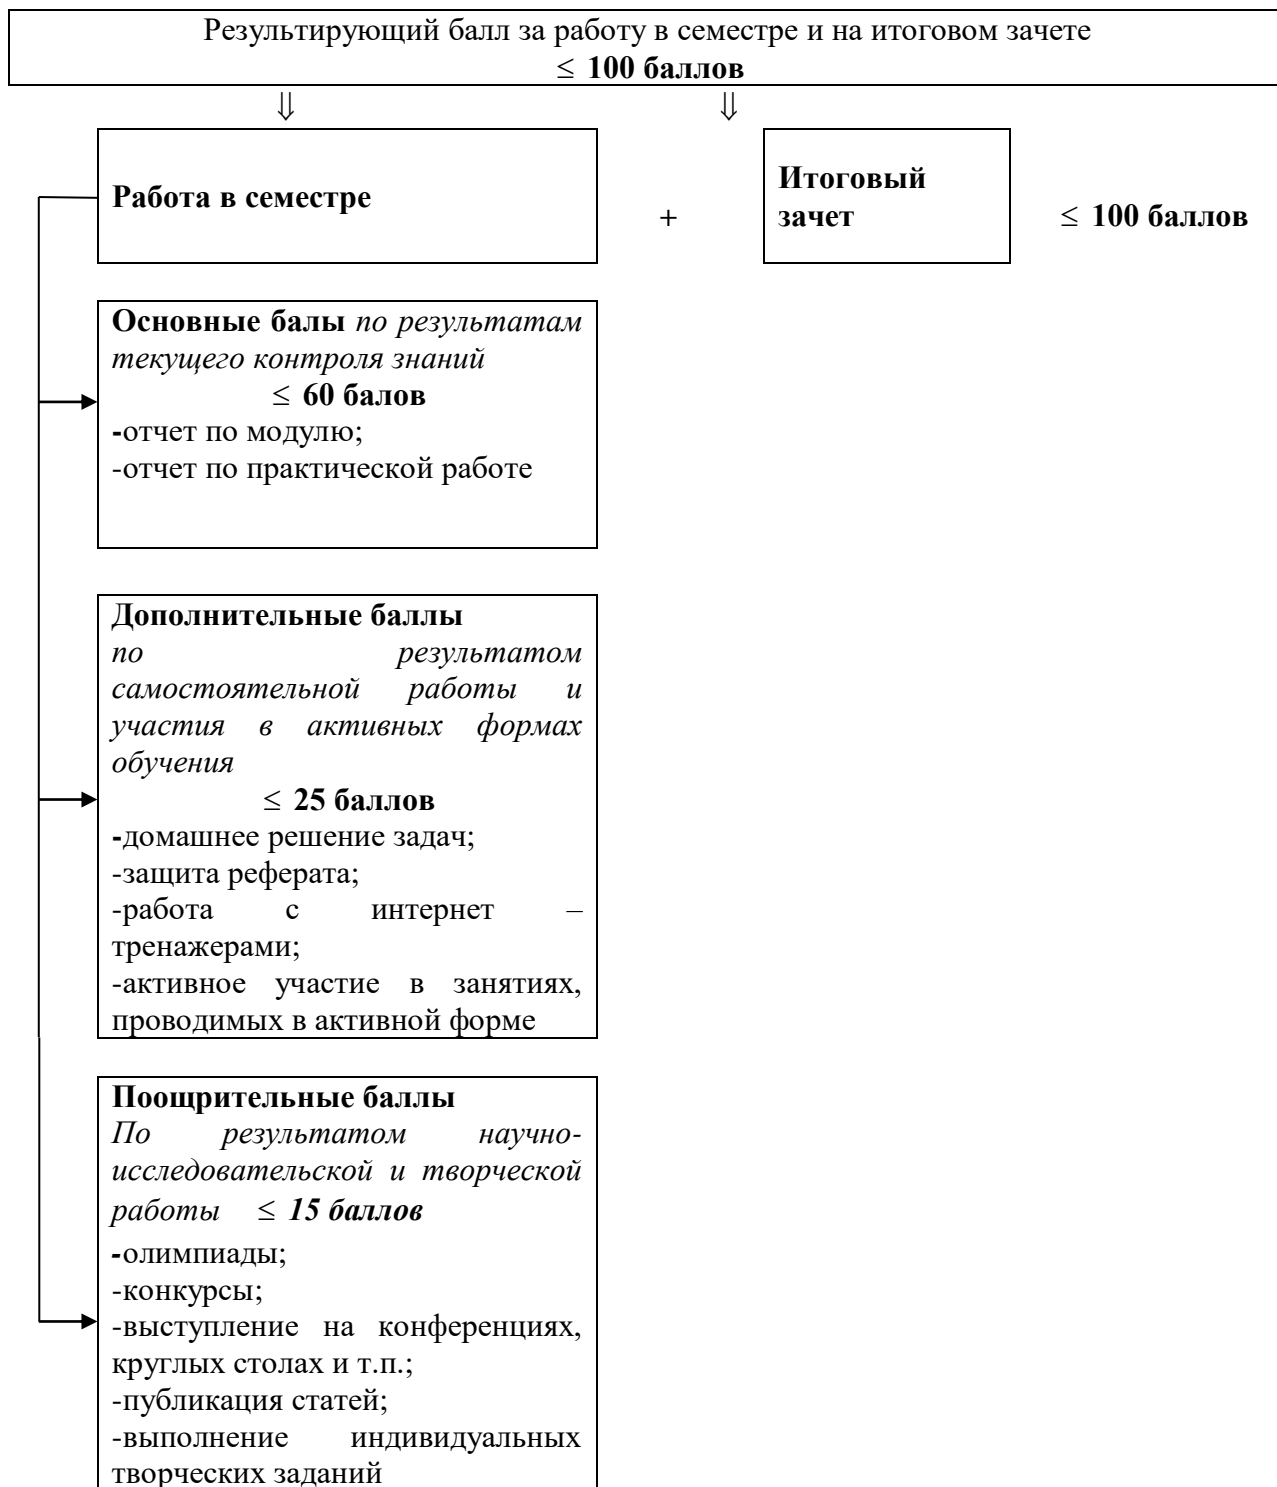 Результирующий балл за работу в семестре и на итоговом зачете
≤ 100 баллов
⇓ ⇓
Работа в семестре
+
Итоговый
зачет
≤ 100 баллов
Основные балы по результатам
текущего контроля знаний
≤ 60 балов
-отчет по модулю;
-отчет по практической работе
Дополнительные баллы
по результатом
самостоятельной работы и
участия в активных формах
обучения
≤ 25 баллов
-домашнее решение задач;
-защита реферата;
-работа с интернет –
тренажерами;
-активное участие в занятиях,
проводимых в активной форме
Поощрительные баллы
По результатом научно-
исследовательской и творческой
работы ≤ 15 баллов
-олимпиады;
-конкурсы;
-выступление на конференциях,
круглых столах и т.п.;
-публикация статей;
-выполнение индивидуальных
творческих заданий